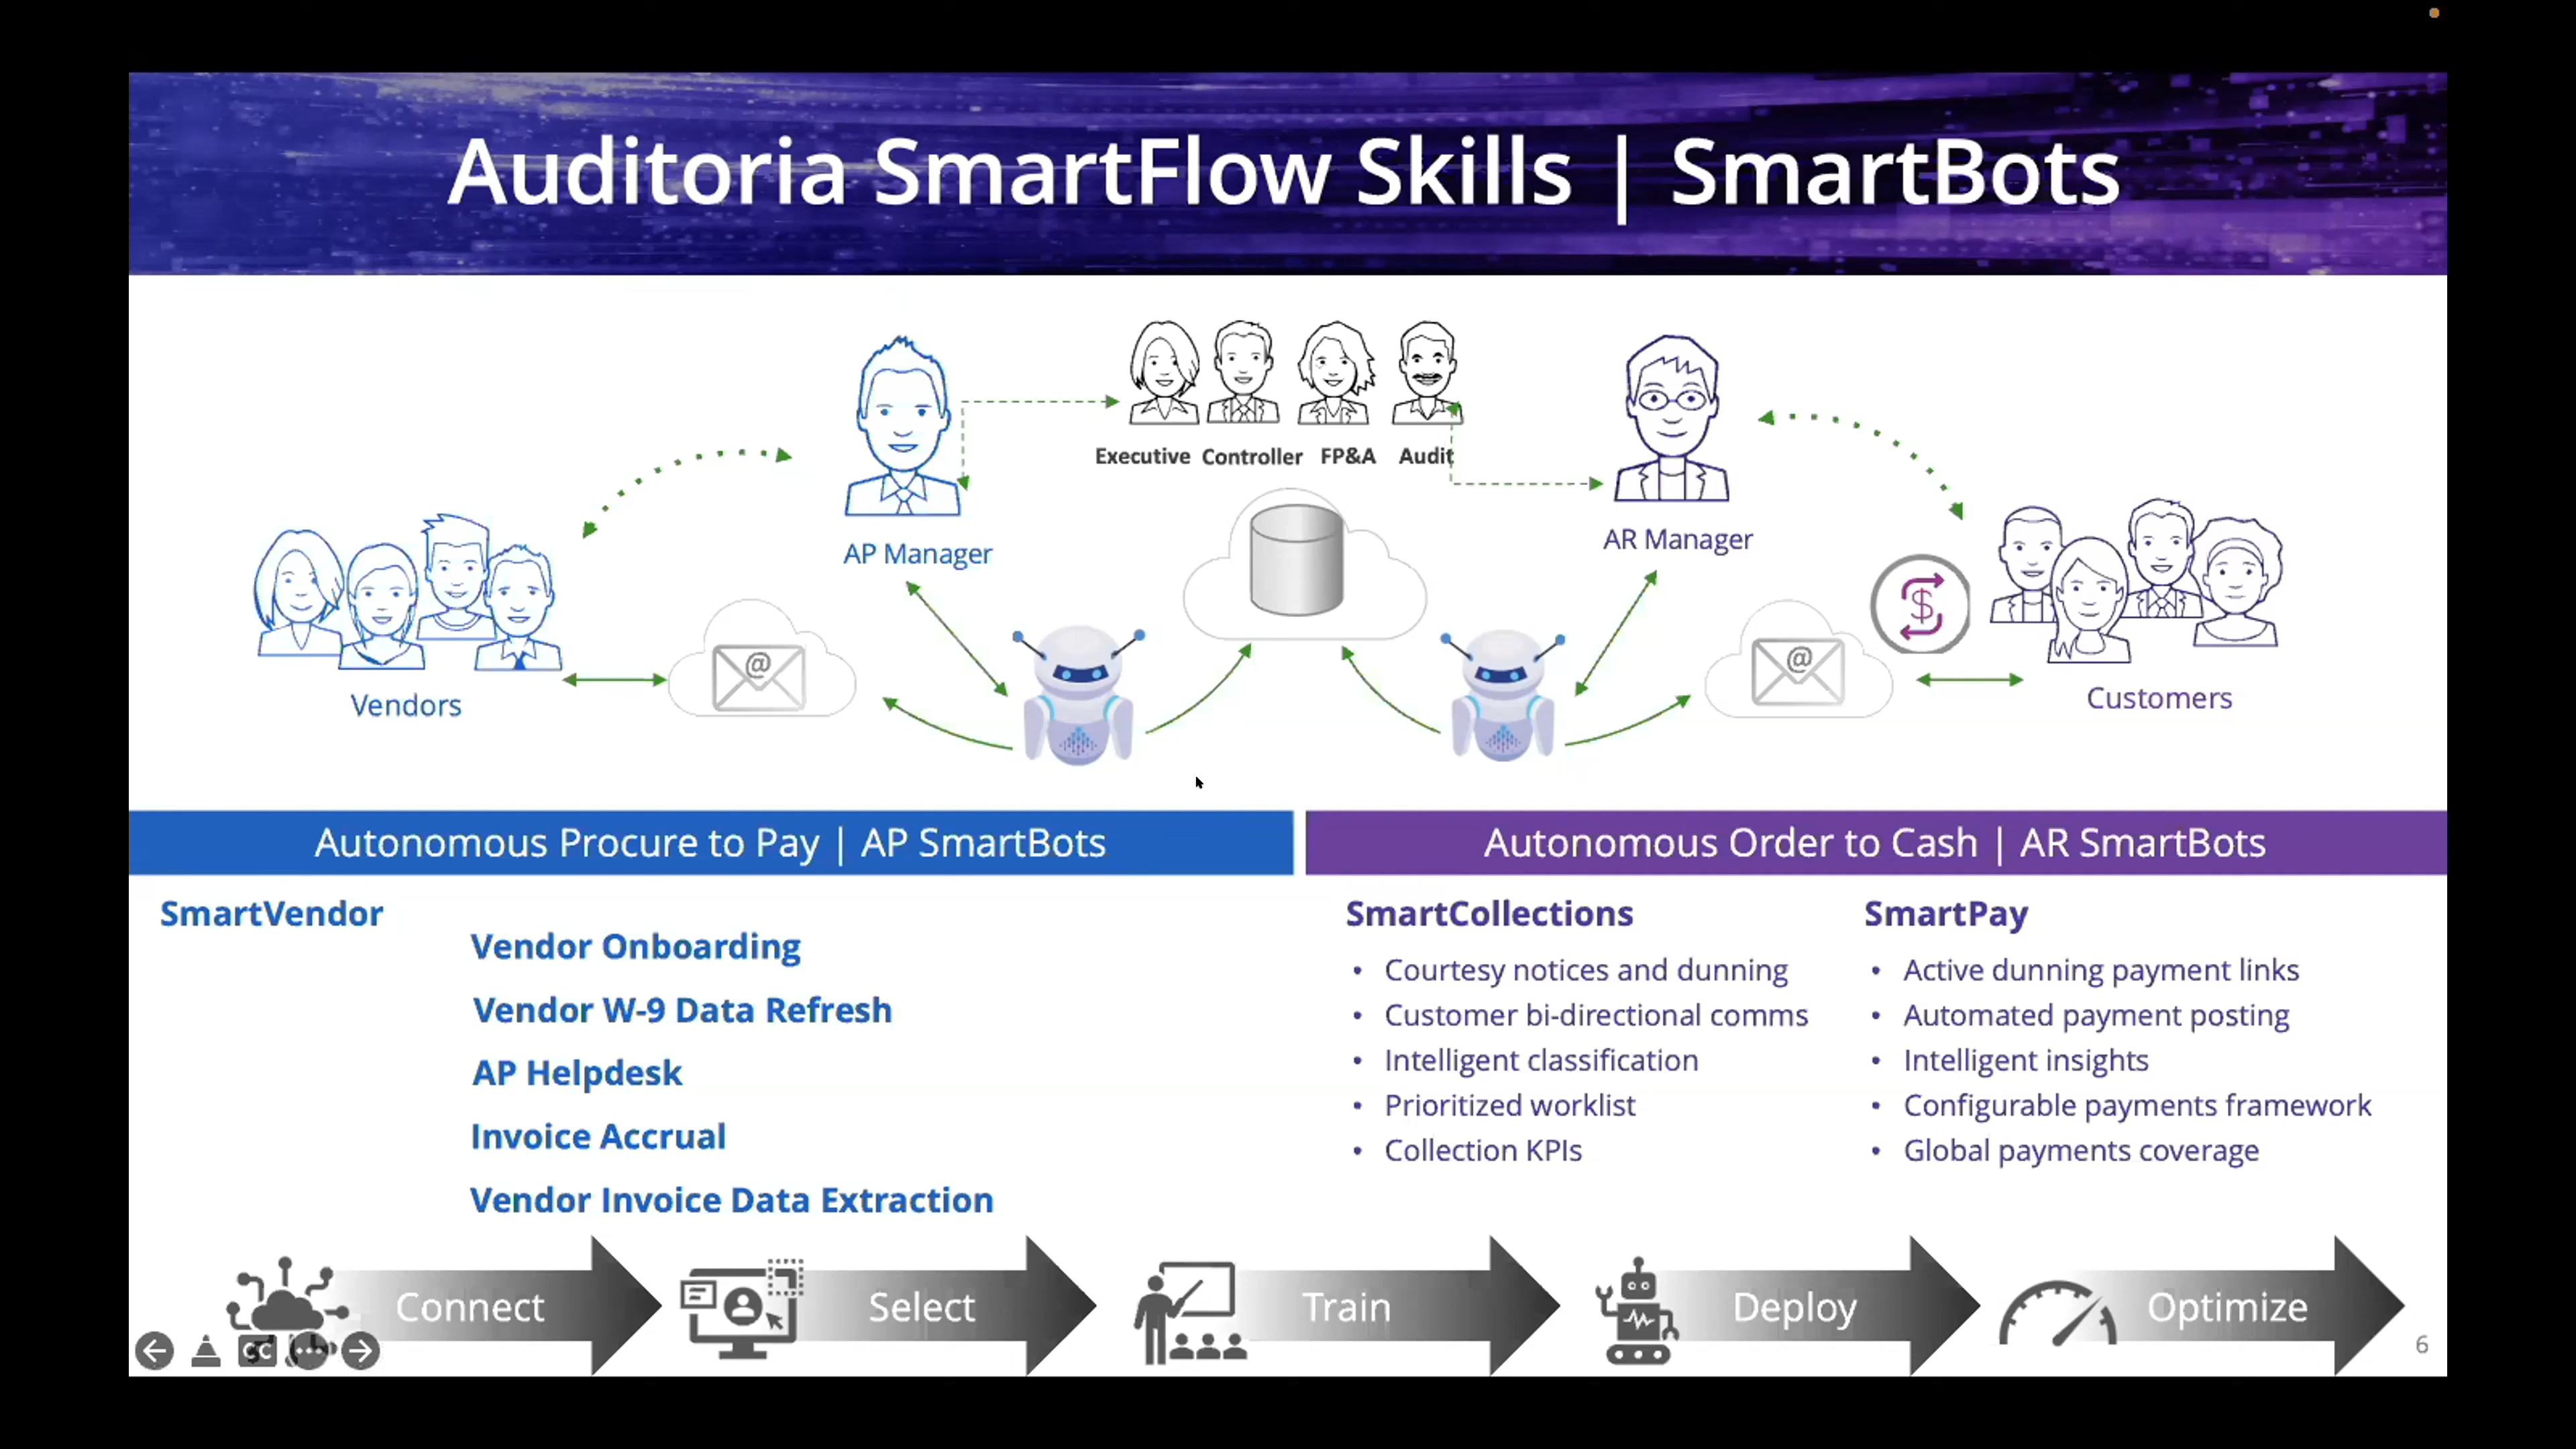 Auditoria SmartFlow Skills | SmartBots
Executive Controller FP&A Audit
AP Manager
AR Manager
@
@
$
Vendors
Customers
Autonomous Procure to Pay | AP SmartBots
SmartVendor
Vendor Onboarding
Vendor W-9 Data Refresh
AP Helpdesk
Invoice Accrual
Vendor Invoice Data Extraction
Autonomous Order to Cash | AR SmartBots
SmartCollections
• Courtesy notices and dunning
• Customer bi-directional comms
• Intelligent classification
• Prioritized worklist
• Collection KPIs
SmartPay
• Active dunning payment links
• Automated payment posting
• Intelligent insights
• Configurable payments framework
• Global payments coverage
Connect
Select
Train
Deploy
Optimize
CC
6